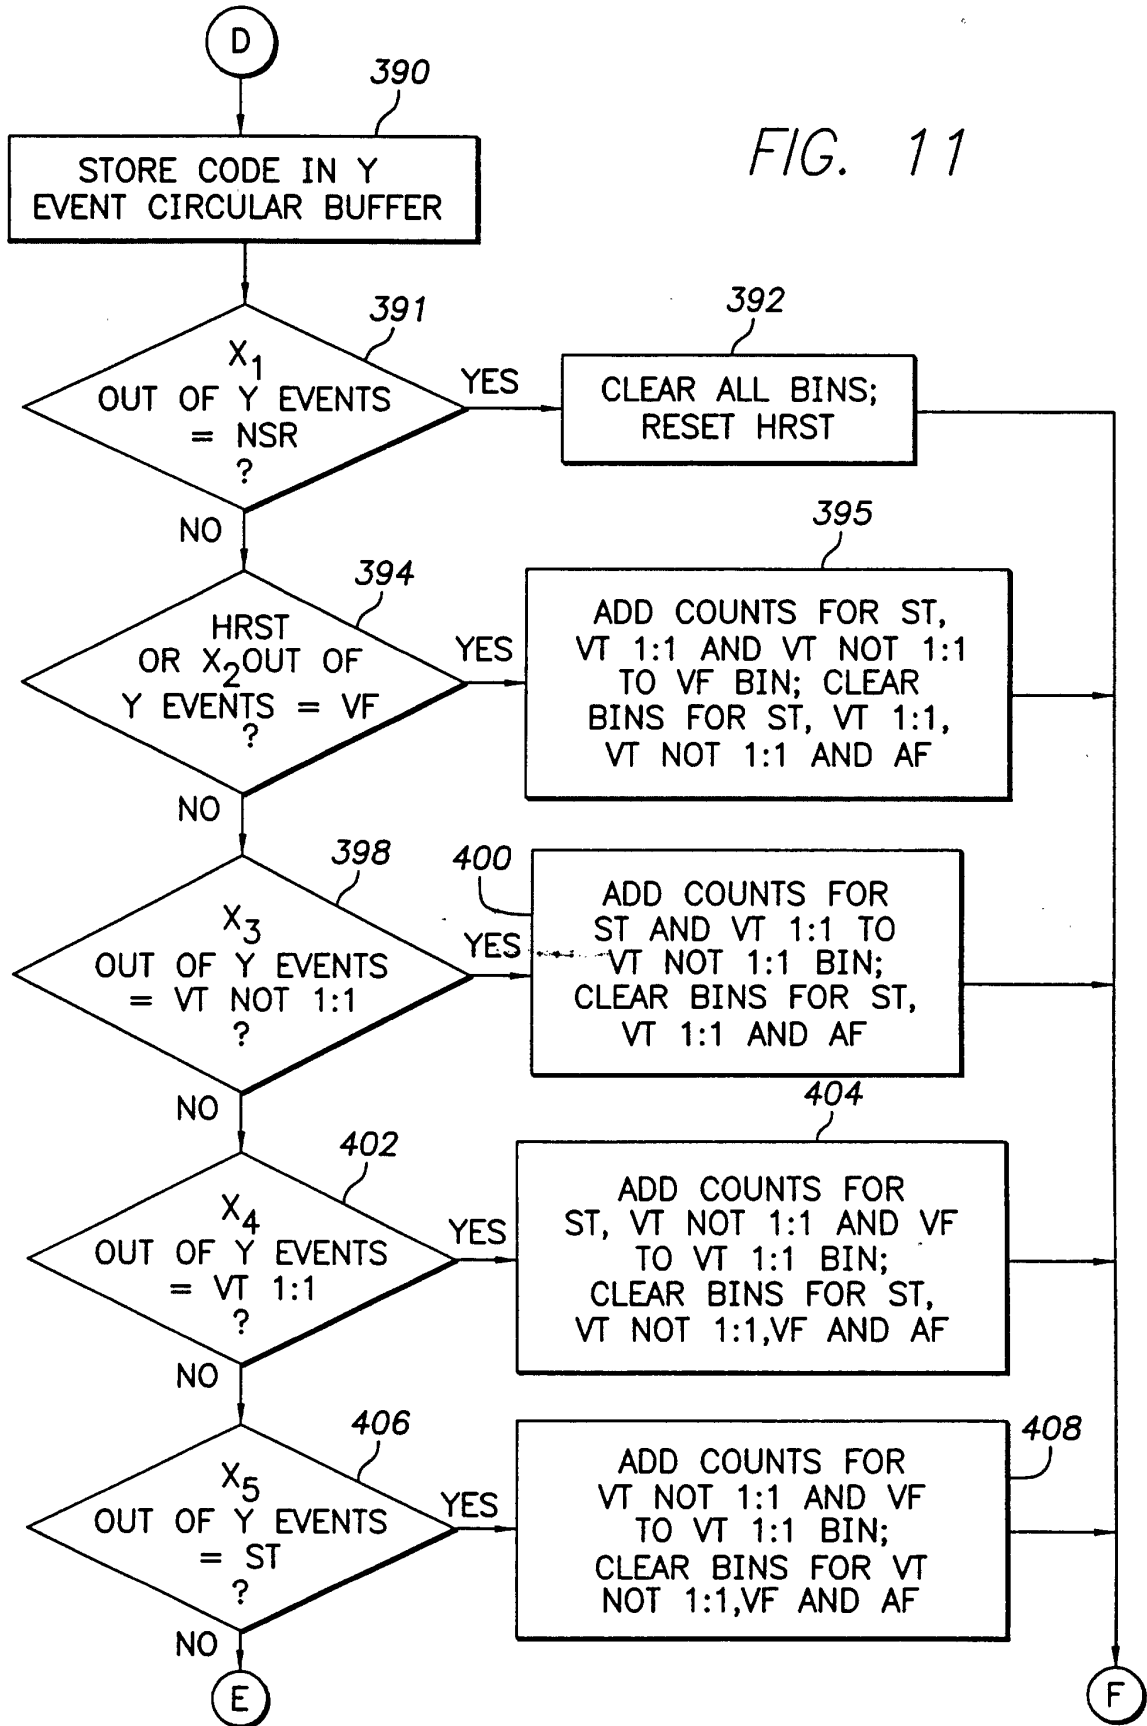 D
390
FIG. 11
STORE CODE IN Y
EVENT CIRCULAR BUFFER
391
X1
OUT OF Y EVENTS
= NSR
?
YES
392
CLEAR ALL BINS;
RESET HRST
NO
394
HRST
OR X2 OUT OF
Y EVENTS = VF
?
YES
395
ADD COUNTS FOR ST,
VT 1:1 AND VT NOT 1:1
TO VF BIN; CLEAR
BINS FOR ST, VT 1:1,
VT NOT 1:1 AND AF
NO
398
X3
OUT OF Y EVENTS
= VT NOT 1:1
?
YES
400
ADD COUNTS FOR
ST AND VT 1:1 TO
VT NOT 1:1 BIN;
CLEAR BINS FOR ST,
VT 1:1 AND AF
NO
402
X4
OUT OF Y EVENTS
= VT 1:1
?
YES
404
ADD COUNTS FOR
ST, VT NOT 1:1 AND VF
TO VT 1:1 BIN;
CLEAR BINS FOR ST,
VT NOT 1:1,VF AND AF
NO
406
X5
OUT OF Y EVENTS
= ST
?
YES
408
ADD COUNTS FOR
VT NOT 1:1 AND VF
TO VT 1:1 BIN;
CLEAR BINS FOR VT
NOT 1:1,VF AND AF
NO
E
F